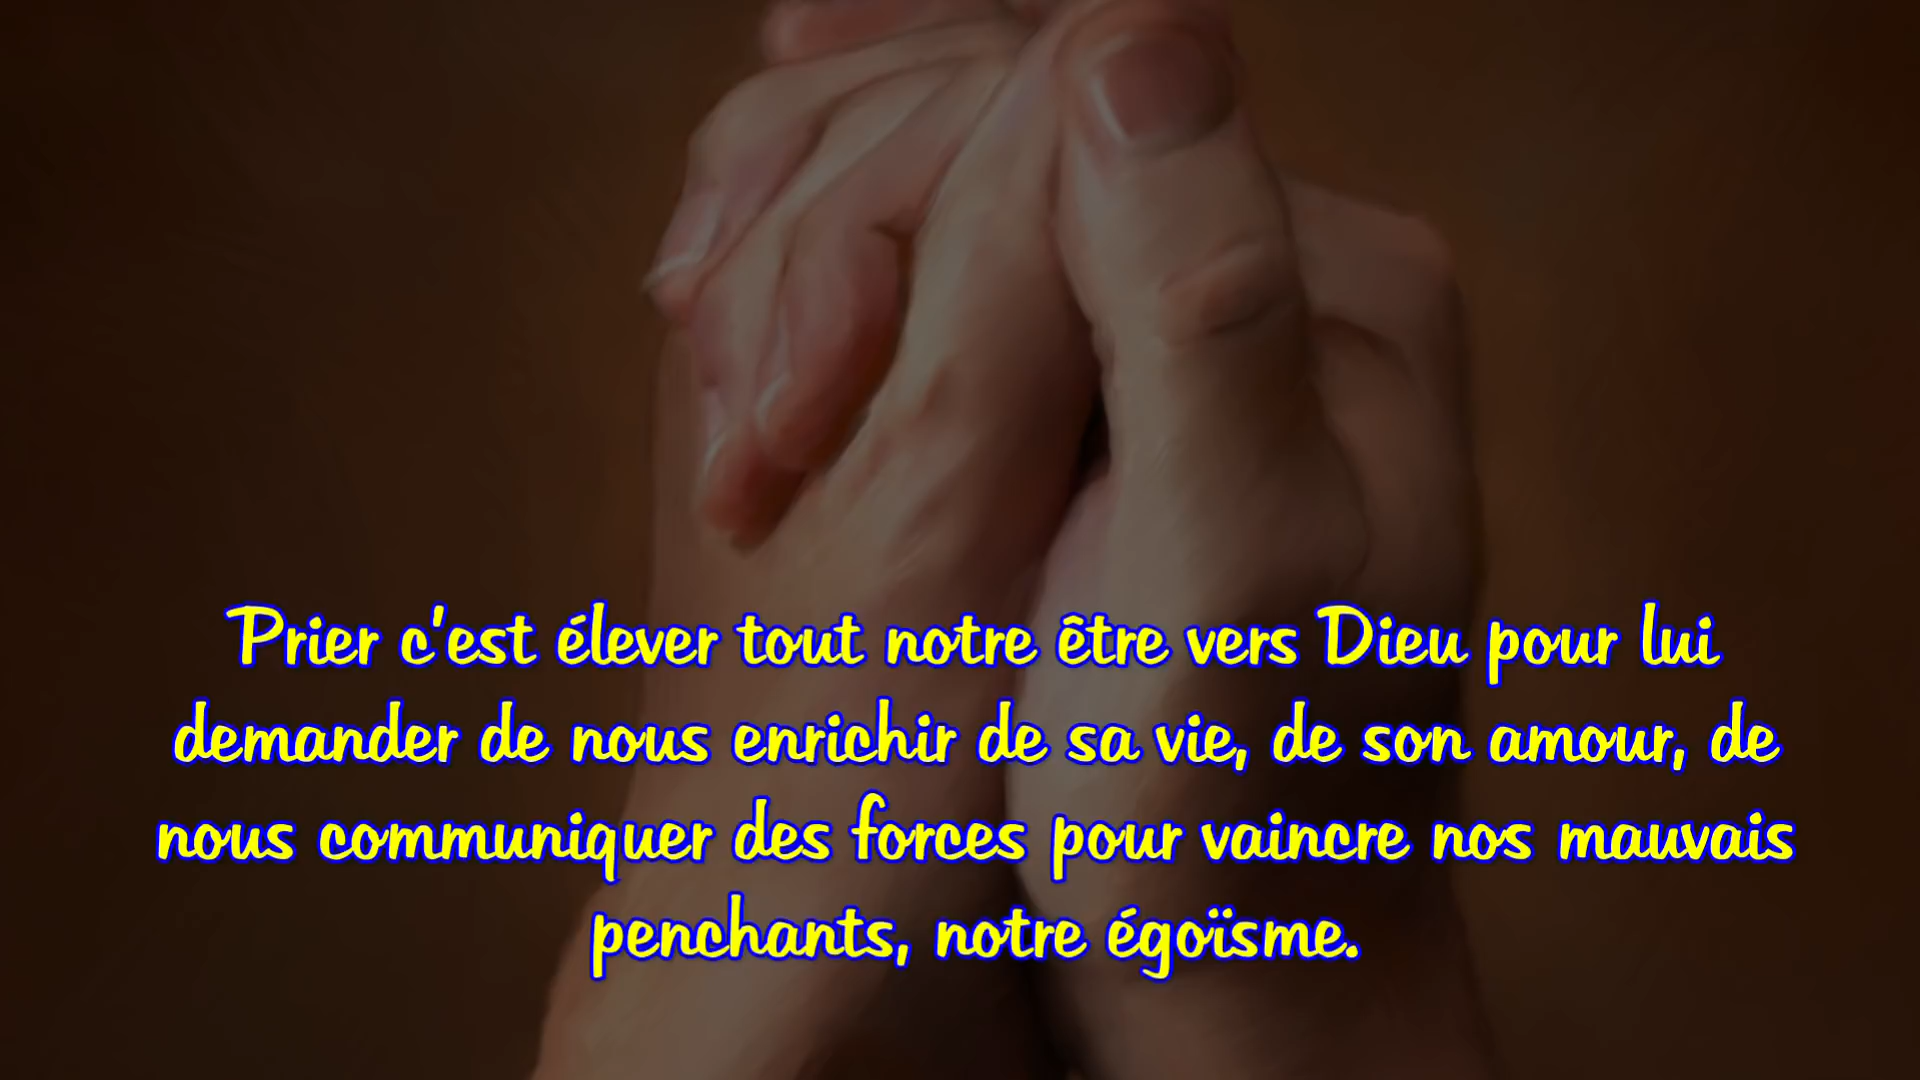 Prier c'est élever tout notre être vers Dieu pour lui
demander de nous enrichir de sa vie, de son amour, de
nous communiquer des forces pour vaincre nos mauvais
penchants, notre égoïsme.